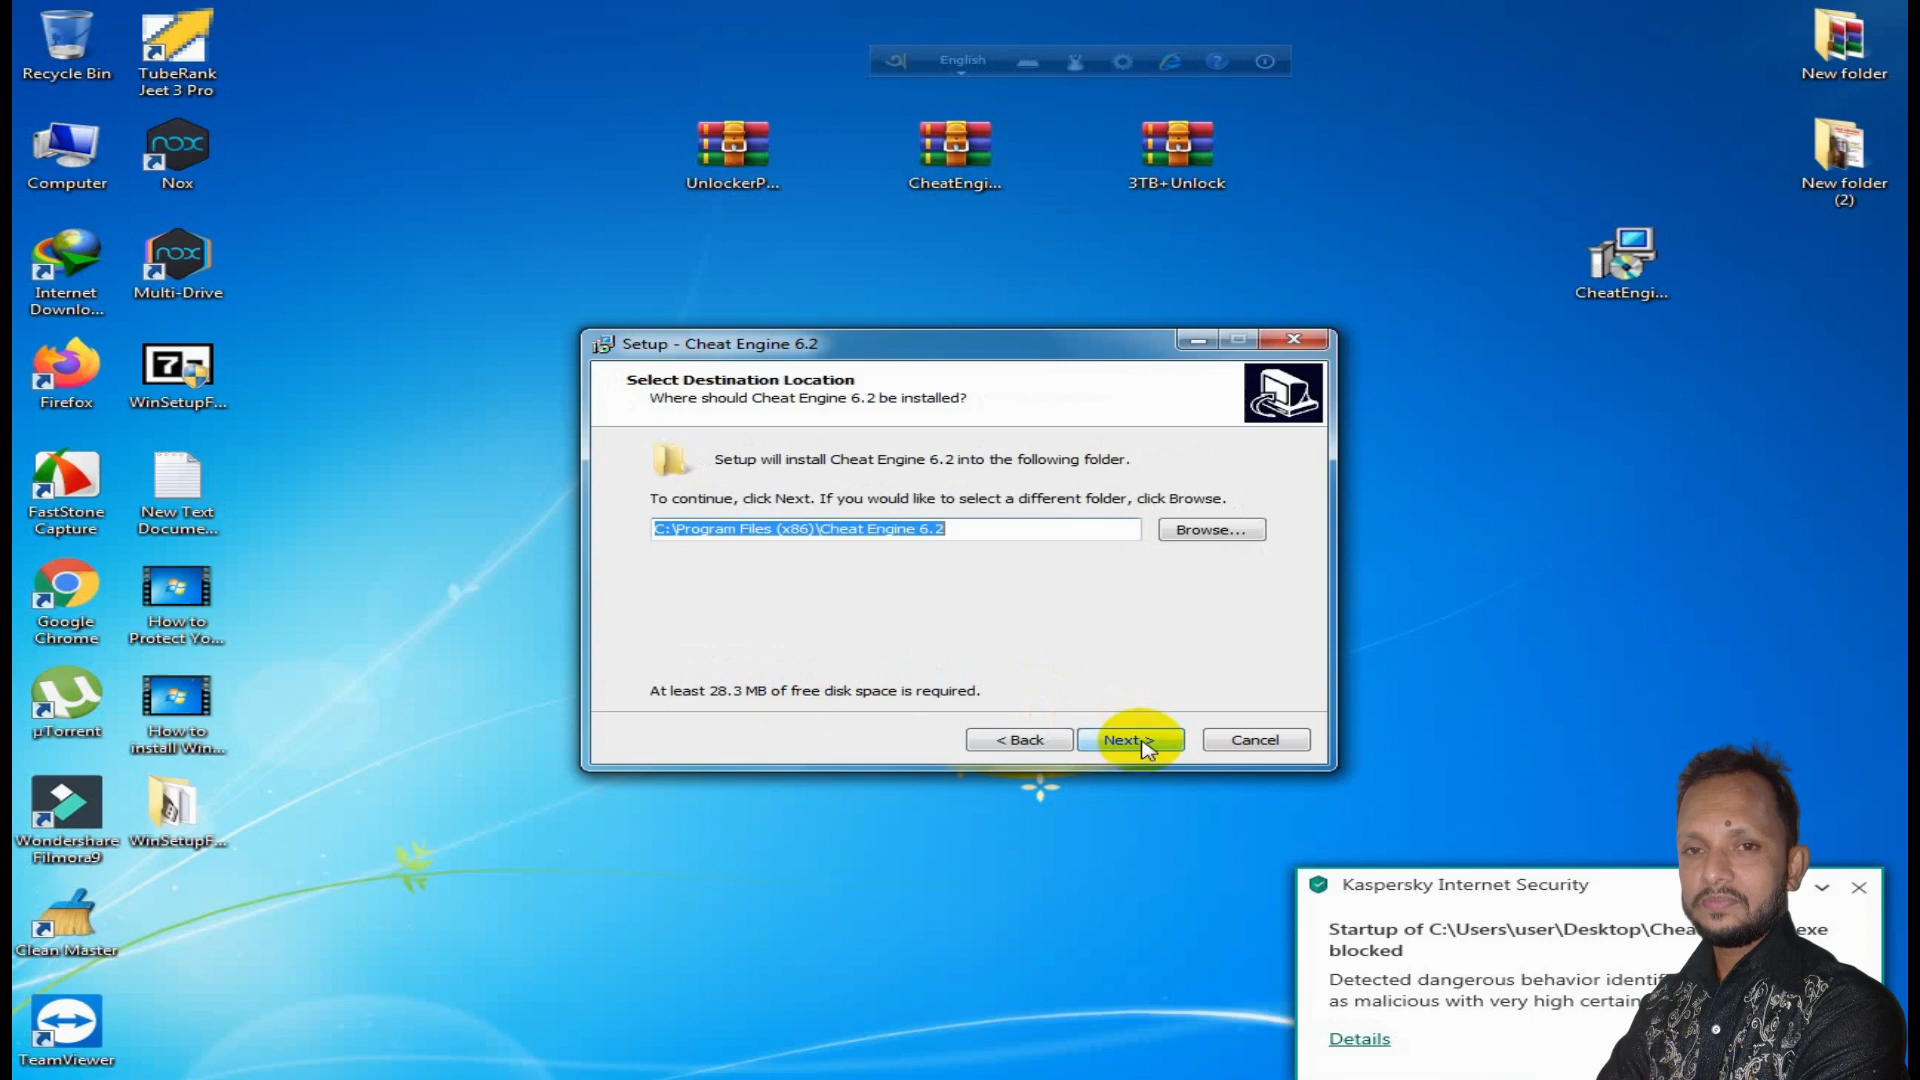 Recycle Bin
TubeRank
Jeet 3 Pro
Computer
nox
Nox
Internet
Downlo...
nox
Multi-Drive
Firefox
7
WinSetupF...
FastStone
Capture
New Text
Docume...
Google
Chrome
How to
Protect Yo...
µTorrent
How to
install Win...
Wondershare
Filmora9
WinSetupF...
Clean Master
TeamViewer
অ
English
UnlockerP...
CheatEngi...
3TB+Unlock
New folder
New folder
(2)
CheatEngi...
Setup - Cheat Engine 6.2
Select Destination Location
Where should Cheat Engine 6.2 be installed?
Setup will install Cheat Engine 6.2 into the following folder.
To continue, click Next. If you would like to select a different folder, click Browse.
C:\Program Files (x86)\Cheat Engine 6.2
Browse...
At least 28.3 MB of free disk space is required.
< Back
Next >
Cancel
Kaspersky Internet Security
Startup of C:\Users\user\Desktop\Chea exe
blocked
Detected dangerous behavior
as malicious with very high
Details